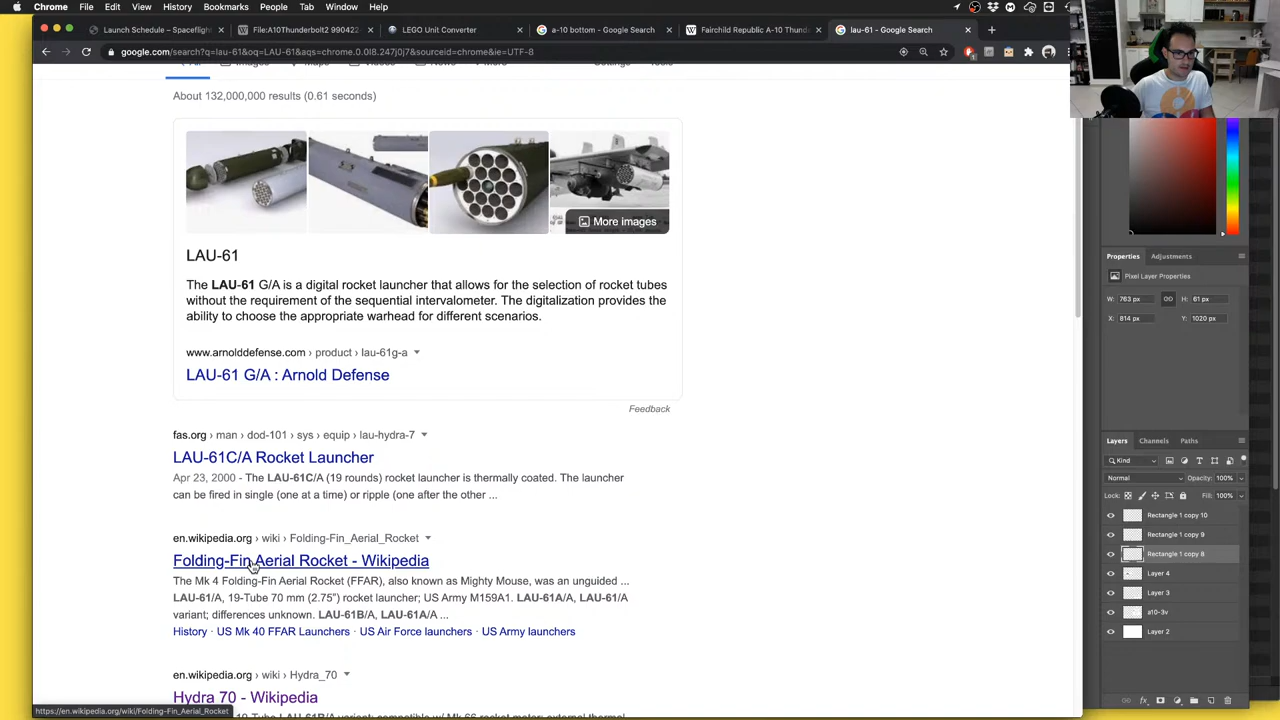 Chrome File Edit View History Bookmarks People Tab Window Help
Launch Schedule – Spaceflight
File:A10Thunderbolt2 990422
LEGO Unit Converter
a-10 bottom - Google Search
Fairchild Republic A-10 Thund
lau-61 - Google Search
google.com/search?q=lau-61&oq=LAU-61&aqs=chrome.0.0l8.247j0j7&sourceid=chrome&ie=UTF-8
About 132,000,000 results (0.61 seconds)
More images
LAU-61
The LAU-61 G/A is a digital rocket launcher that allows for the selection of rocket tubes
without the requirement of the sequential intervalometer. The digitalization provides the
ability to choose the appropriate warhead for different scenarios.
www.arnolddefense.com › product › lau-61g-a
LAU-61 G/A : Arnold Defense
Feedback
fas.org › man › dod-101 › sys › equip › lau-hydra-7
LAU-61C/A Rocket Launcher
Apr 23, 2000 - The LAU-61C/A (19 rounds) rocket launcher is thermally coated. The launcher
can be fired in single (one at a time) or ripple (one after the other ...
en.wikipedia.org › wiki › Folding-Fin_Aerial_Rocket
Folding-Fin Aerial Rocket - Wikipedia
The Mk 4 Folding-Fin Aerial Rocket (FFAR), also known as Mighty Mouse, was an unguided ...
LAU-61/A, 19-Tube 70 mm (2.75") rocket launcher; US Army M159A1. LAU-61A/A, LAU-61/A
variant; differences unknown. LAU-61B/A, LAU-61A/A ...
History · US Mk 40 FFAR Launchers · US Air Force launchers · US Army launchers
en.wikipedia.org › wiki › Hydra_70
Hydra 70 - Wikipedia
https://en.wikipedia.org/wiki/Folding-Fin_Aerial_Rocket
Properties Adjustments
Pixel Layer Properties
W: 763 px H: 61 px
X: 814 px Y: 1020 px
Layers Channels Paths
Kind
Normal Opacity: 100%
Lock: Fill: 100%
Rectangle 1 copy 10
Rectangle 1 copy 9
Rectangle 1 copy 8
Layer 4
Layer 3
a10-3v
Layer 2
fx